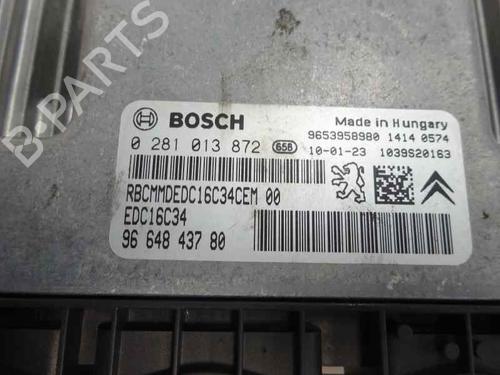 B-PARTS
BOSCH
Made in Hungary
9653958980 1414 0574
0 281 013 872 658 10-01-23 1039S20163
RBCMMDEDC16C34CEM 00
EDC16C34
96 648 437 80